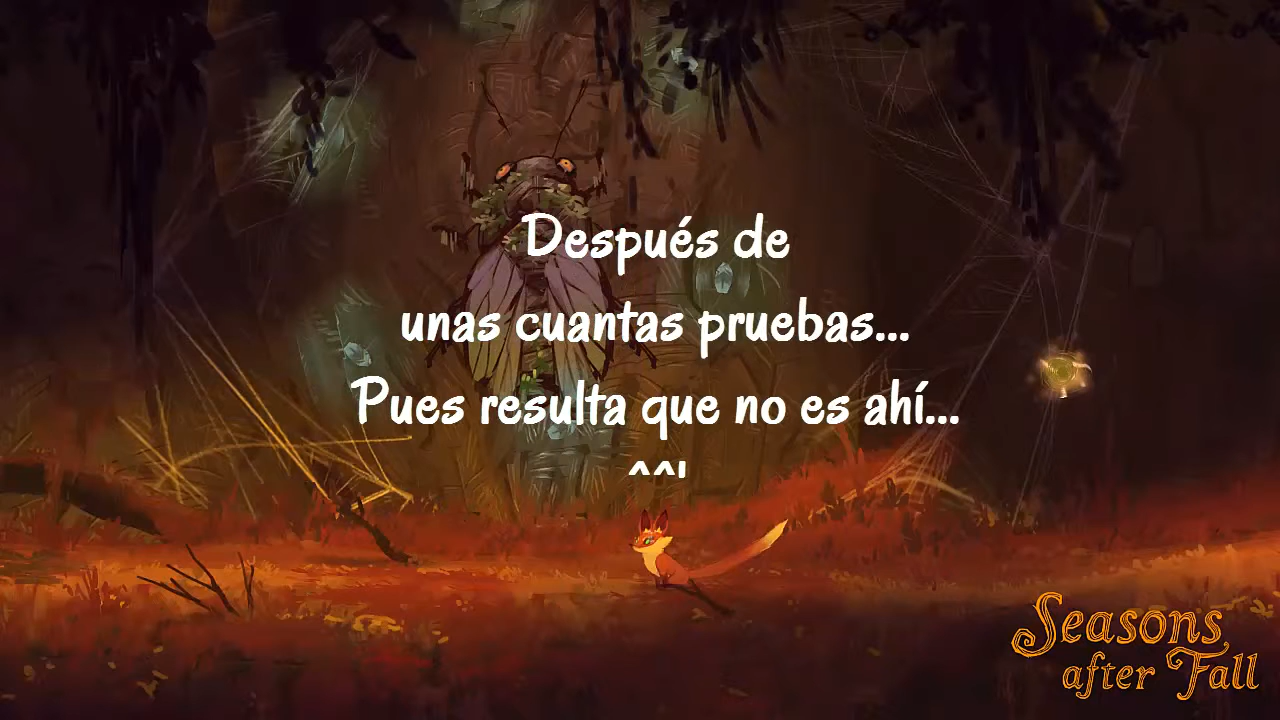 Después de
unas cuantas pruebas...
Pues resulta que no es ahí...
^^'
Seasons
after Fall